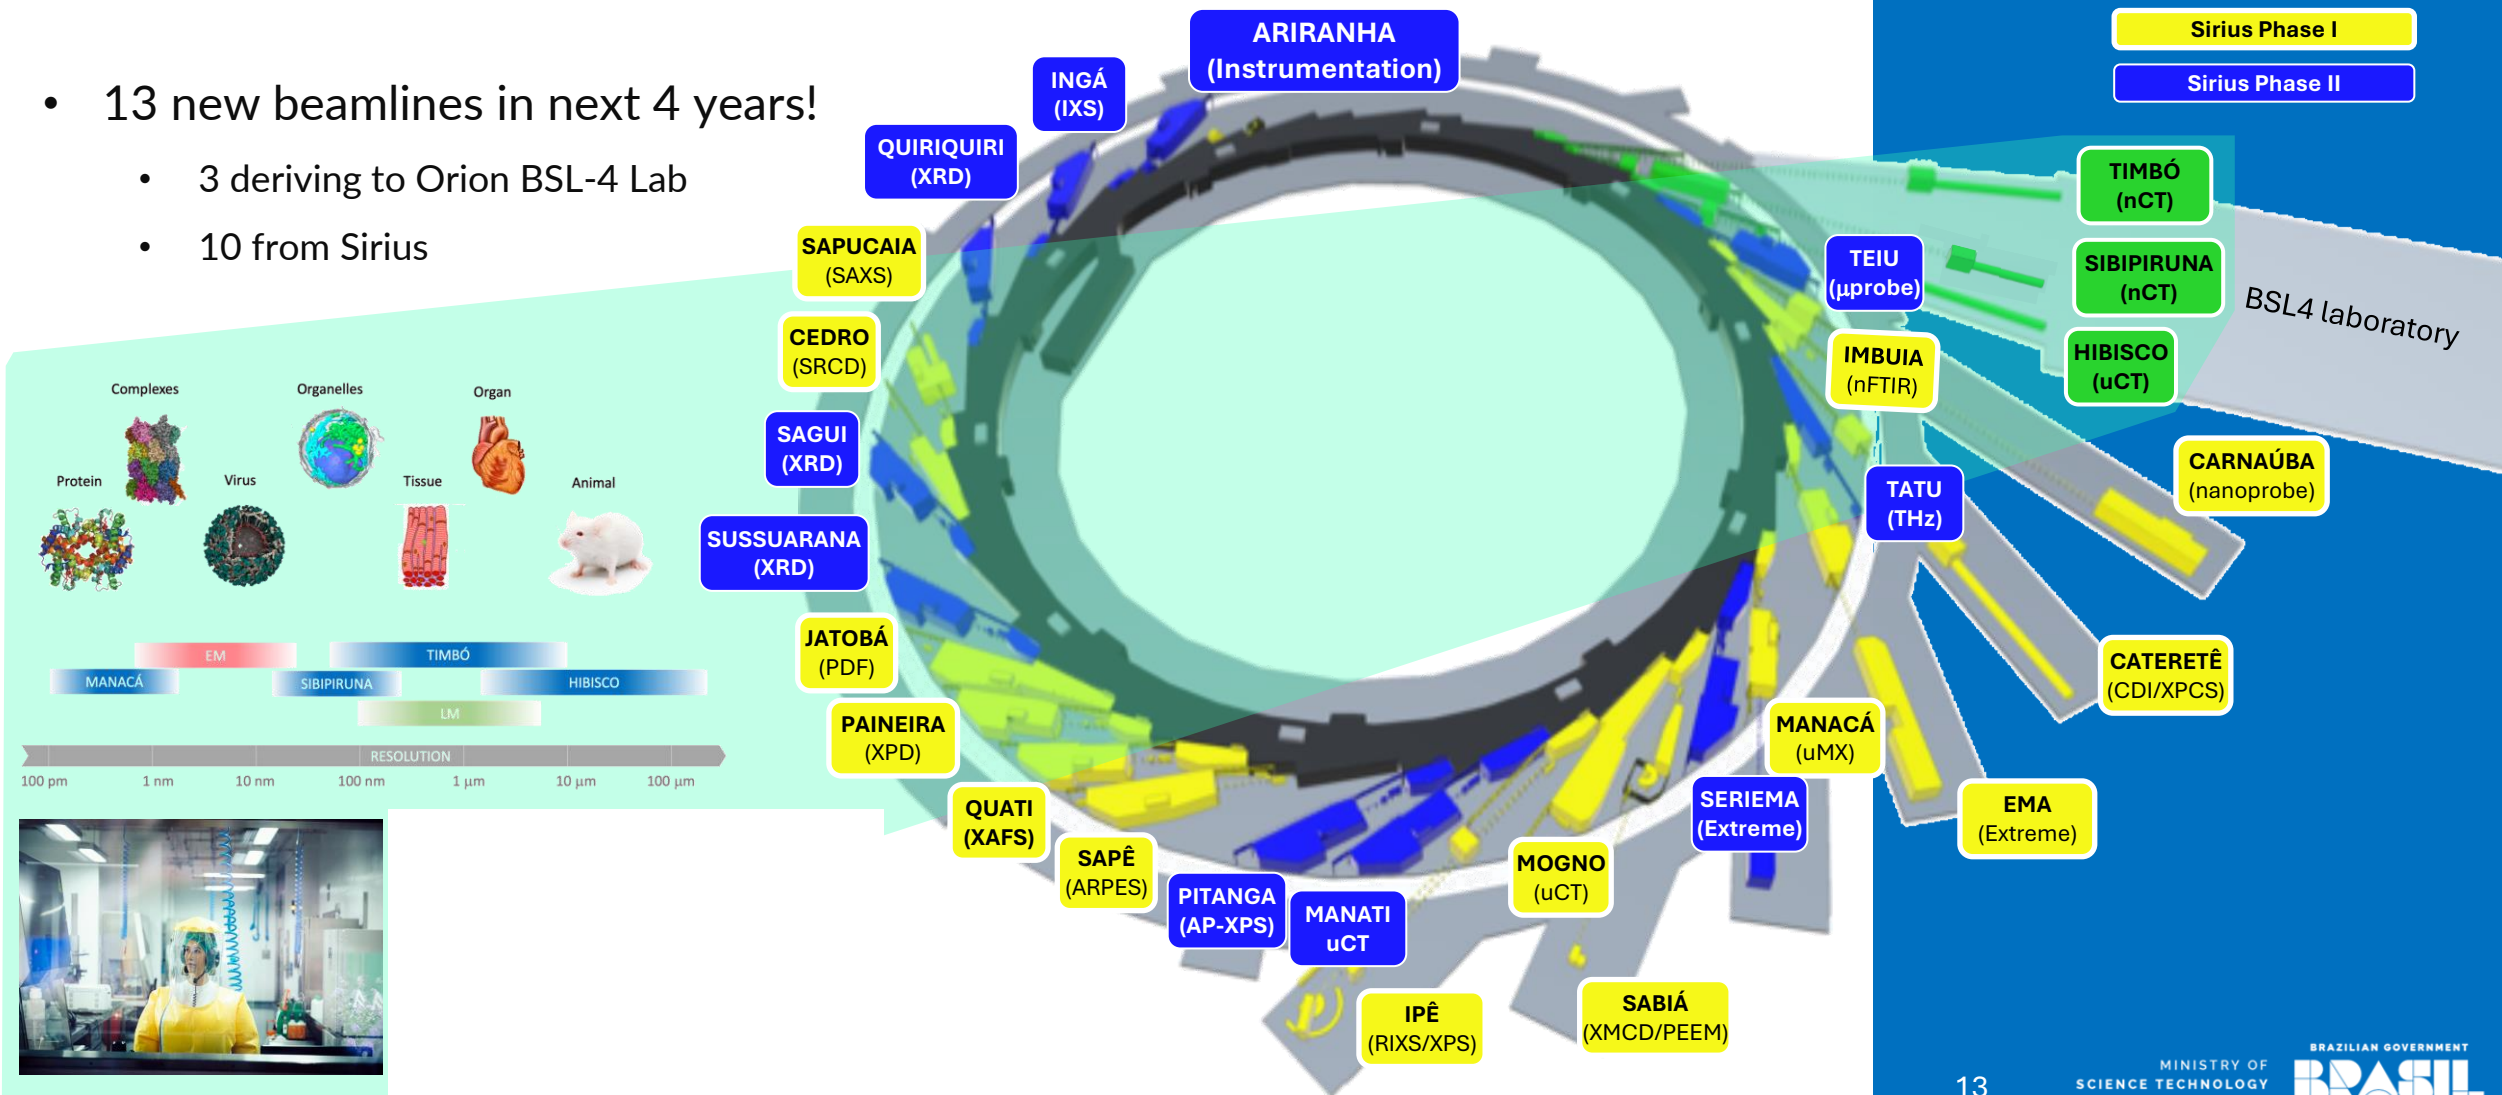 • 13 new beamlines in next 4 years!
• 3 deriving to Orion BSL-4 Lab
• 10 from Sirius
Sirius Phase I
Sirius Phase II
ARIRANHA
(Instrumentation)
INGÁ
(IXS)
QUIRIQUIRI
(XRD)
SAPUCAIA
(SAXS)
CEDRO
(SRCD)
SAGUI
(XRD)
SUSSUARANA
(XRD)
JATOBÁ
(PDF)
PAINEIRA
(XPD)
QUATI
(XAFS)
SAPÊ
(ARPES)
PITANGA
(AP-XPS)
MANATI
uCT
IPÊ
(RIXS/XPS)
SABIÁ
(XMCD/PEEM)
MOGNO
(uCT)
SERIEMA
(Extreme)
MANACÁ
(uMX)
EMA
(Extreme)
CATERETÊ
(CDI/XPCS)
CARNAÚBA
(nanoprobe)
TATU
(THz)
IMBUIA
(nFTIR)
TEIU
(µprobe)
TIMBÓ
(nCT)
SIBIPIRUNA
(nCT)
HIBISCO
(uCT)
BSL4 laboratory
Complexes
Organelles
Organ
Protein
Virus
Tissue
Animal
EM
TIMBÓ
MANACÁ
SIBIPIRUNA
HIBISCO
LM
RESOLUTION
100 pm
1 nm
10 nm
100 nm
1 µm
10 µm
100 µm
13
MINISTRY OF
SCIENCE TECHNOLOGY
BRAZILIAN GOVERNMENT
BRASIL